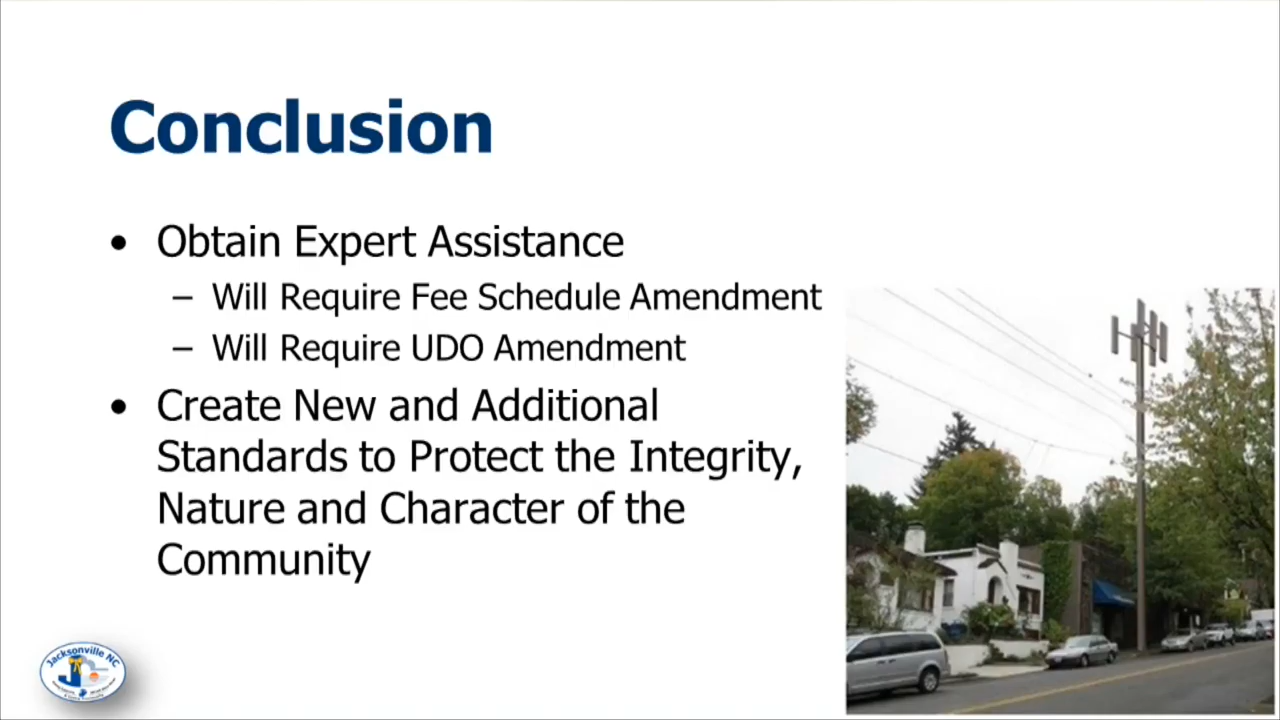 Conclusion
• Obtain Expert Assistance
– Will Require Fee Schedule Amendment
– Will Require UDO Amendment
• Create New and Additional
Standards to Protect the Integrity,
Nature and Character of the
Community
Jacksonville NC